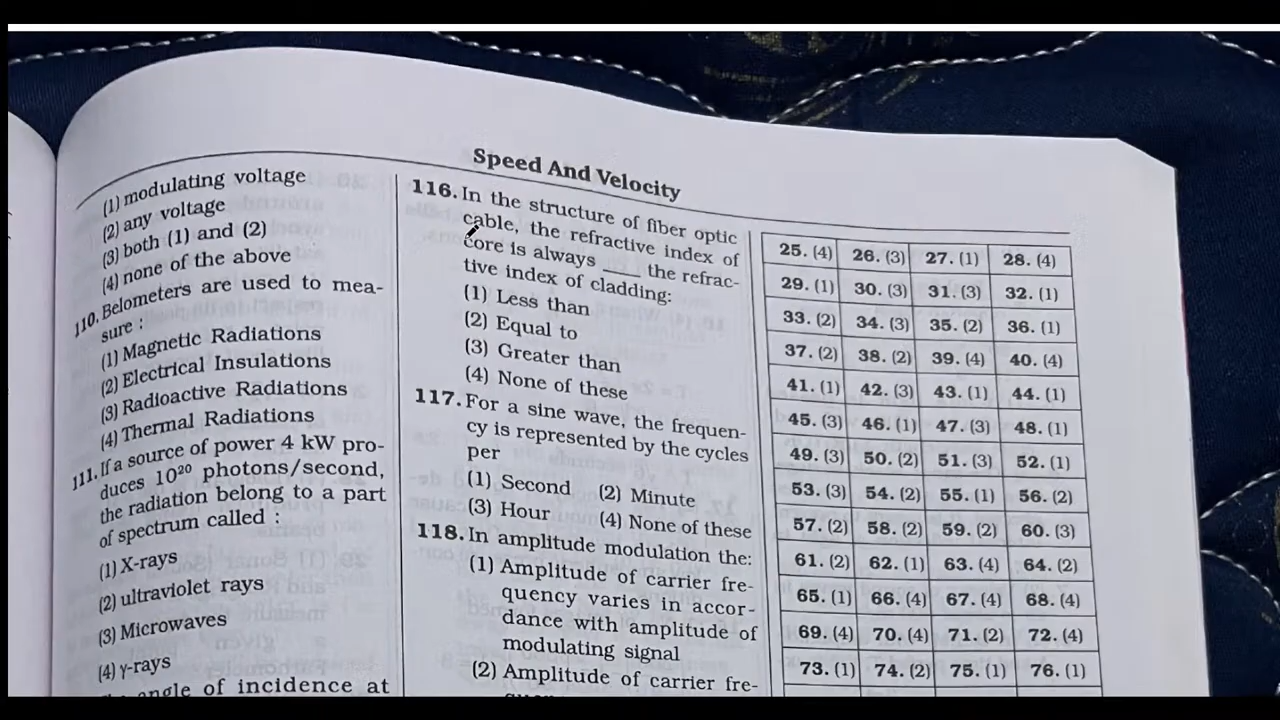 Speed And Velocity
(1) modulating voltage
(2) any voltage
(3) both (1) and (2)
(4) none of the above
110. Belometers are used to mea-
sure :
(1) Magnetic Radiations
(2) Electrical Insulations
(3) Radioactive Radiations
(4) Thermal Radiations
111. If a source of power 4 kW pro-
duces 10²⁰ photons/second,
the radiation belong to a part
of spectrum called :
(1) X-rays
(2) ultraviolet rays
(3) Microwaves
(4) γ-rays
angle of incidence at
116. In the structure of fiber optic
cable, the refractive index of
core is always ___ the refrac-
tive index of cladding:
(1) Less than
(2) Equal to
(3) Greater than
(4) None of these
117. For a sine wave, the frequen-
cy is represented by the cycles
per
(1) Second (2) Minute
(3) Hour (4) None of these
118. In amplitude modulation the:
(1) Amplitude of carrier fre-
quency varies in accor-
dance with amplitude of
modulating signal
(2) Amplitude of carrier fre-
25. (4) 26. (3) 27. (1) 28. (4)
29. (1) 30. (3) 31. (3) 32. (1)
33. (2) 34. (3) 35. (2) 36. (1)
37. (2) 38. (2) 39. (4) 40. (4)
41. (1) 42. (3) 43. (1) 44. (1)
45. (3) 46. (1) 47. (3) 48. (1)
49. (3) 50. (2) 51. (3) 52. (1)
53. (3) 54. (2) 55. (1) 56. (2)
57. (2) 58. (2) 59. (2) 60. (3)
61. (2) 62. (1) 63. (4) 64. (2)
65. (1) 66. (4) 67. (4) 68. (4)
69. (4) 70. (4) 71. (2) 72. (4)
73. (1) 74. (2) 75. (1) 76. (1)